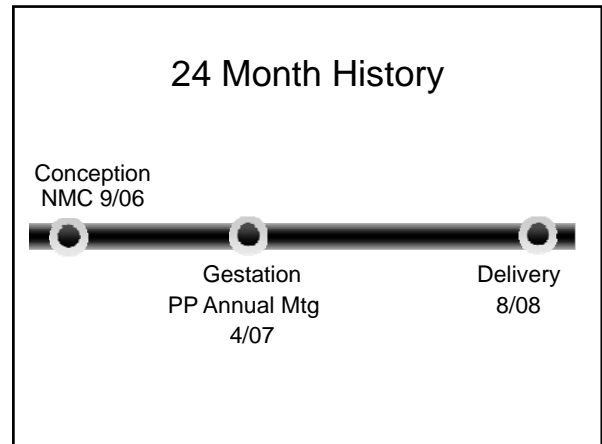 24 Month History
Conception
NMC 9/06
Gestation
PP Annual Mtg
4/07
Delivery
8/08